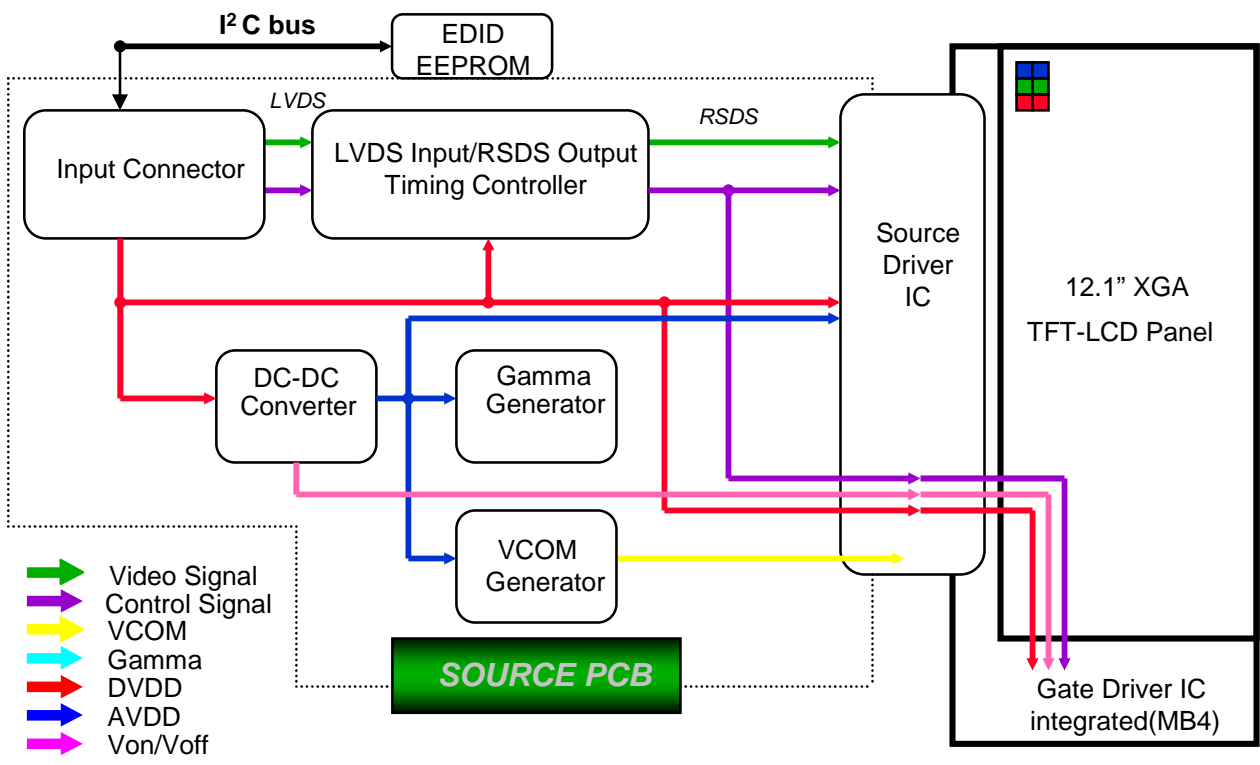 I² C bus
EDID
EEPROM
LVDS
RSDS
Input Connector
LVDS Input/RSDS Output
Timing Controller
Source
Driver
IC
12.1” XGA
TFT-LCD Panel
DC-DC
Converter
Gamma
Generator
VCOM
Generator
Video Signal
Control Signal
VCOM
Gamma
DVDD
AVDD
Von/Voff
SOURCE PCB
Gate Driver IC
integrated(MB4)